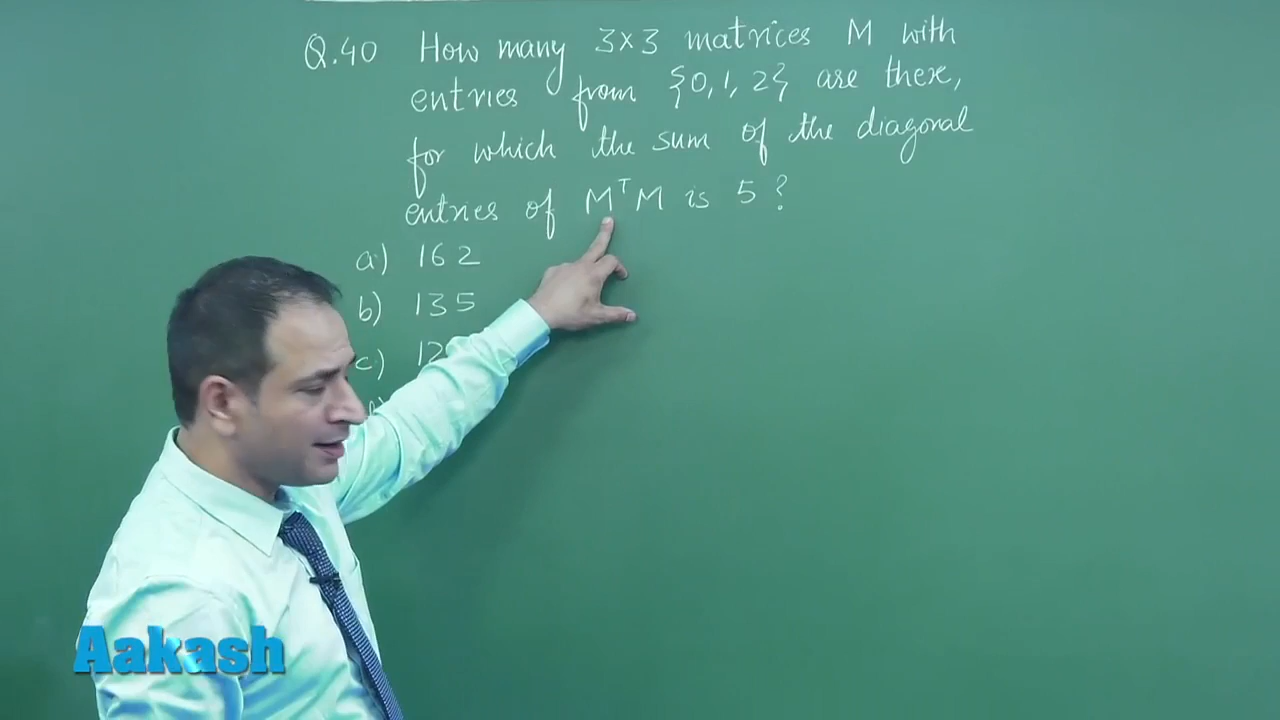 Q.40 How many 3×3 matrices M with
entries from {0, 1, 2} are there,
for which the sum of the diagonal
entries of MᵀM is 5 ?
a) 162
b) 135
c)
Aakash